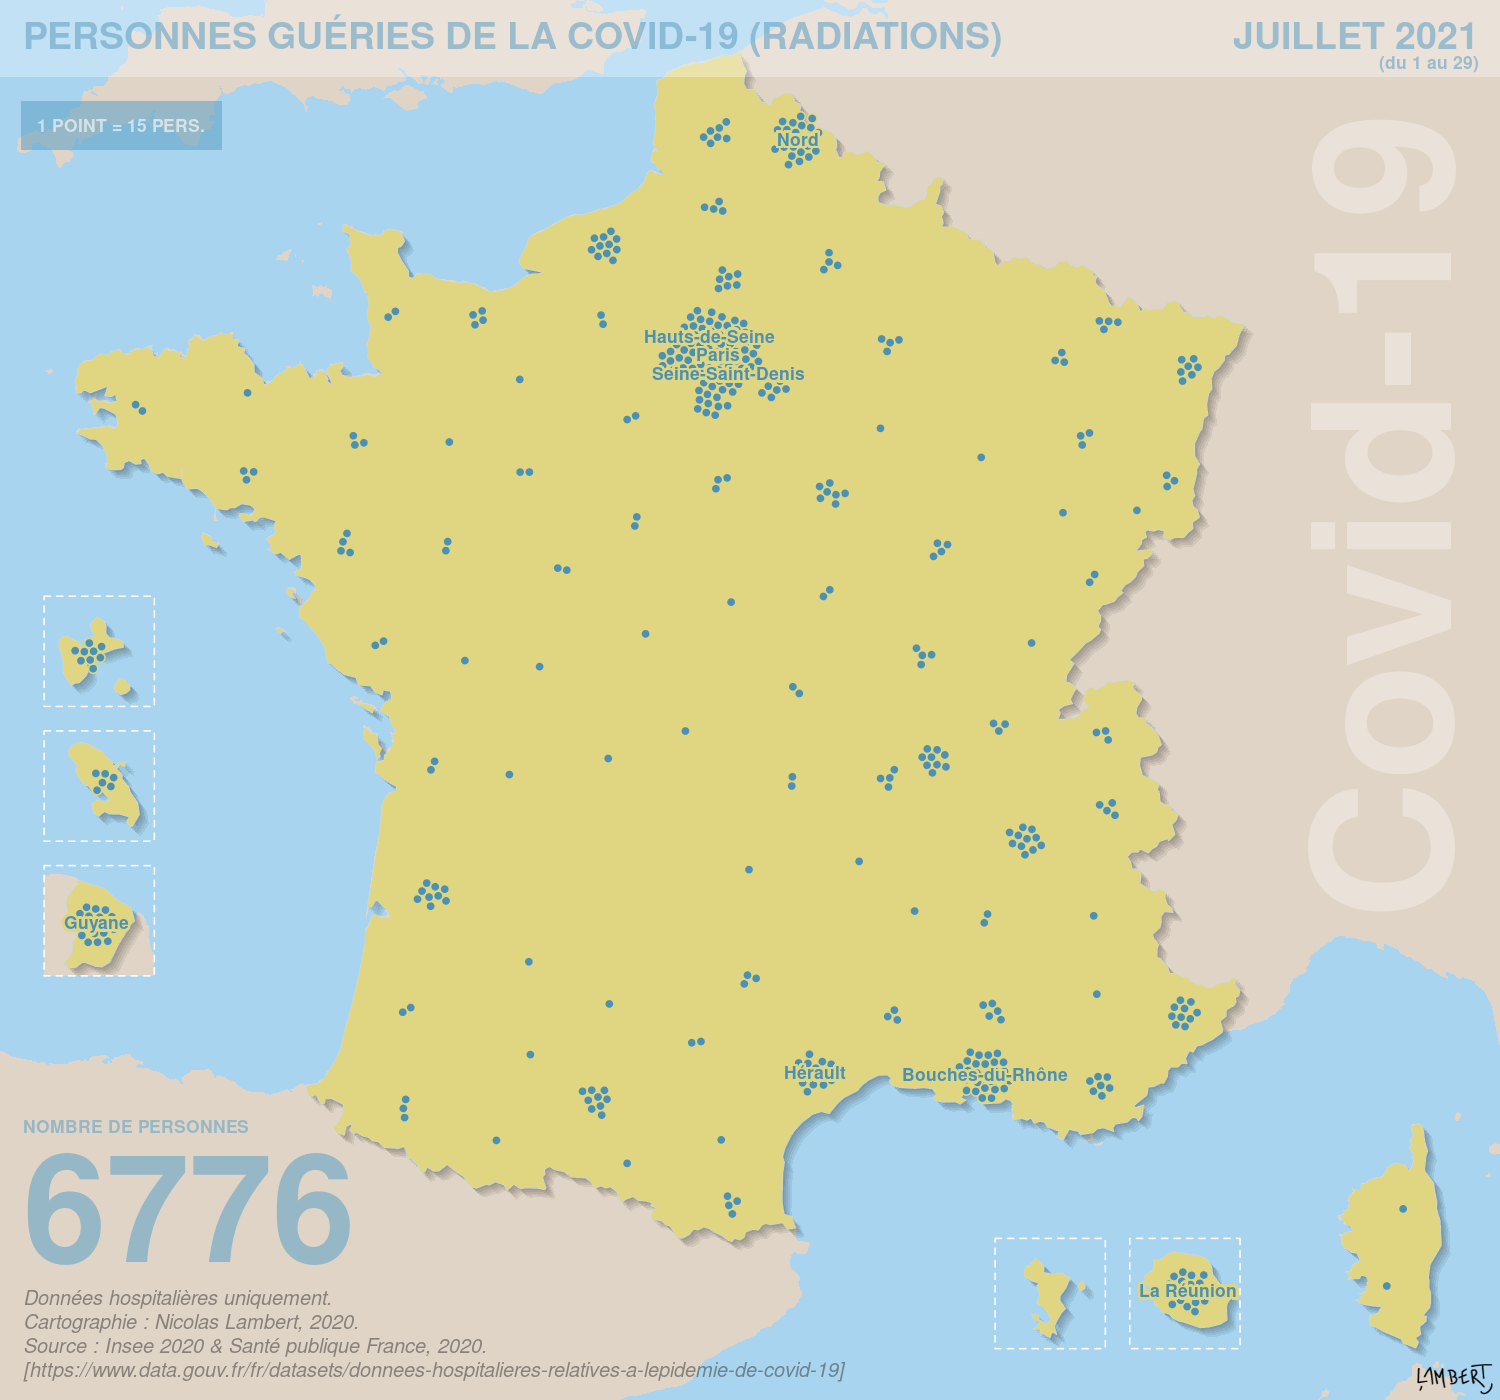 PERSONNES GUÉRIES DE LA COVID-19 (RADIATIONS)
JUILLET 2021
(du 1 au 29)
1 POINT = 15 PERS.
Covid-19
Nord
Hauts-de-Seine
Paris
Seine-Saint-Denis
Guyane
Hérault
Bouches-du-Rhône
La Réunion
NOMBRE DE PERSONNES
6776
Données hospitalières uniquement.
Cartographie : Nicolas Lambert, 2020.
Source : Insee 2020 & Santé publique France, 2020.
[https://www.data.gouv.fr/fr/datasets/donnees-hospitalieres-relatives-a-lepidemie-de-covid-19]
LAMBERT